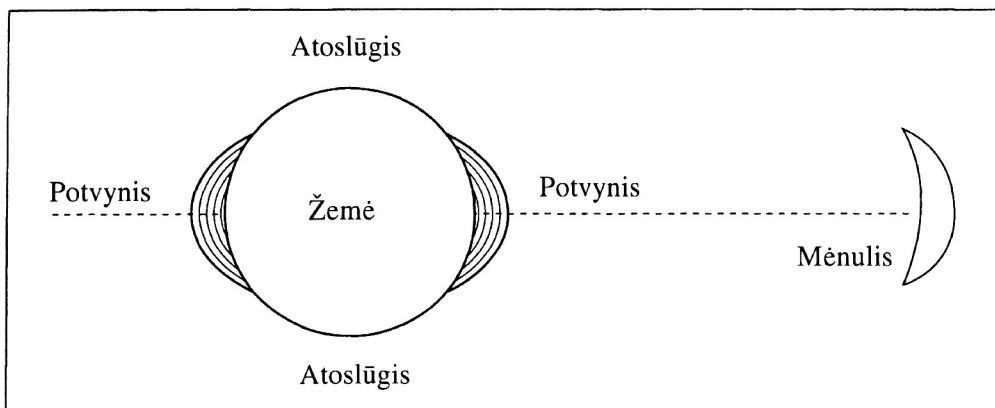 Atoslūgis
Potvynis
Žemė
Potvynis
Mėnulis
Atoslūgis